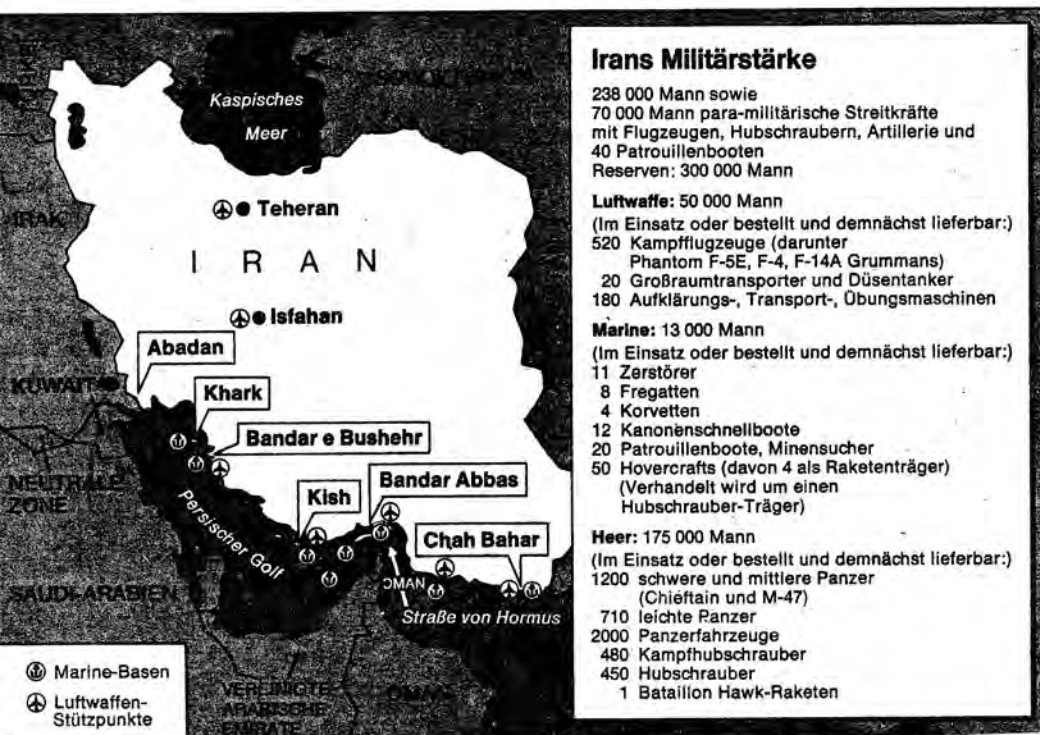 Kaspisches
Meer
IRAK
Teheran
I R A N
Isfahan
Abadan
KUWAIT
Khark
Bandar e Bushehr
NEUTRALE
ZONE
Persischer Golf
Kish
Bandar Abbas
Chah Bahar
OMAN
SAUDI-ARABIEN
Straße von Hormus
VEREINIGTE
ARABISCHE
EMIRATE
OMAN
Marine-Basen
Luftwaffen-
Stützpunkte
Irans Militärstärke
238 000 Mann sowie
70 000 Mann para-militärische Streitkräfte
mit Flugzeugen, Hubschraubern, Artillerie und
40 Patrouillenbooten
Reserven: 300 000 Mann
Luftwaffe: 50 000 Mann
(Im Einsatz oder bestellt und demnächst lieferbar:)
520 Kampfflugzeuge (darunter
Phantom F-5E, F-4, F-14A Grummans)
20 Großraumtransporter und Düsentanker
180 Aufklärungs-, Transport-, Übungsmaschinen
Marine: 13 000 Mann
(Im Einsatz oder bestellt und demnächst lieferbar:)
11 Zerstörer
8 Fregatten
4 Korvetten
12 Kanonenschnellboote
20 Patrouillenboote, Minensucher
50 Hovercrafts (davon 4 als Raketenträger)
(Verhandelt wird um einen
Hubschrauber-Träger)
Heer: 175 000 Mann
(Im Einsatz oder bestellt und demnächst lieferbar:)
1200 schwere und mittlere Panzer
(Chieftain und M-47)
710 leichte Panzer
2000 Panzerfahrzeuge
480 Kampfhubschrauber
450 Hubschrauber
1 Bataillon Hawk-Raketen